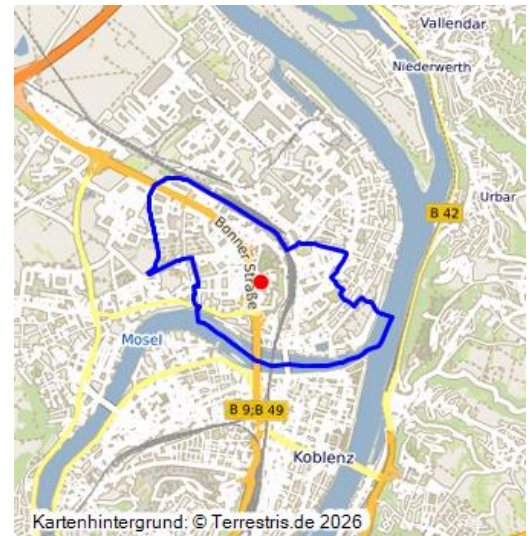 Vallendar
Niederwerth
Urbar
B 42
Bonner Straße
Mosel
B 9;B 49
Koblenz
Kartenhintergrund: © Terrestris.de 2026